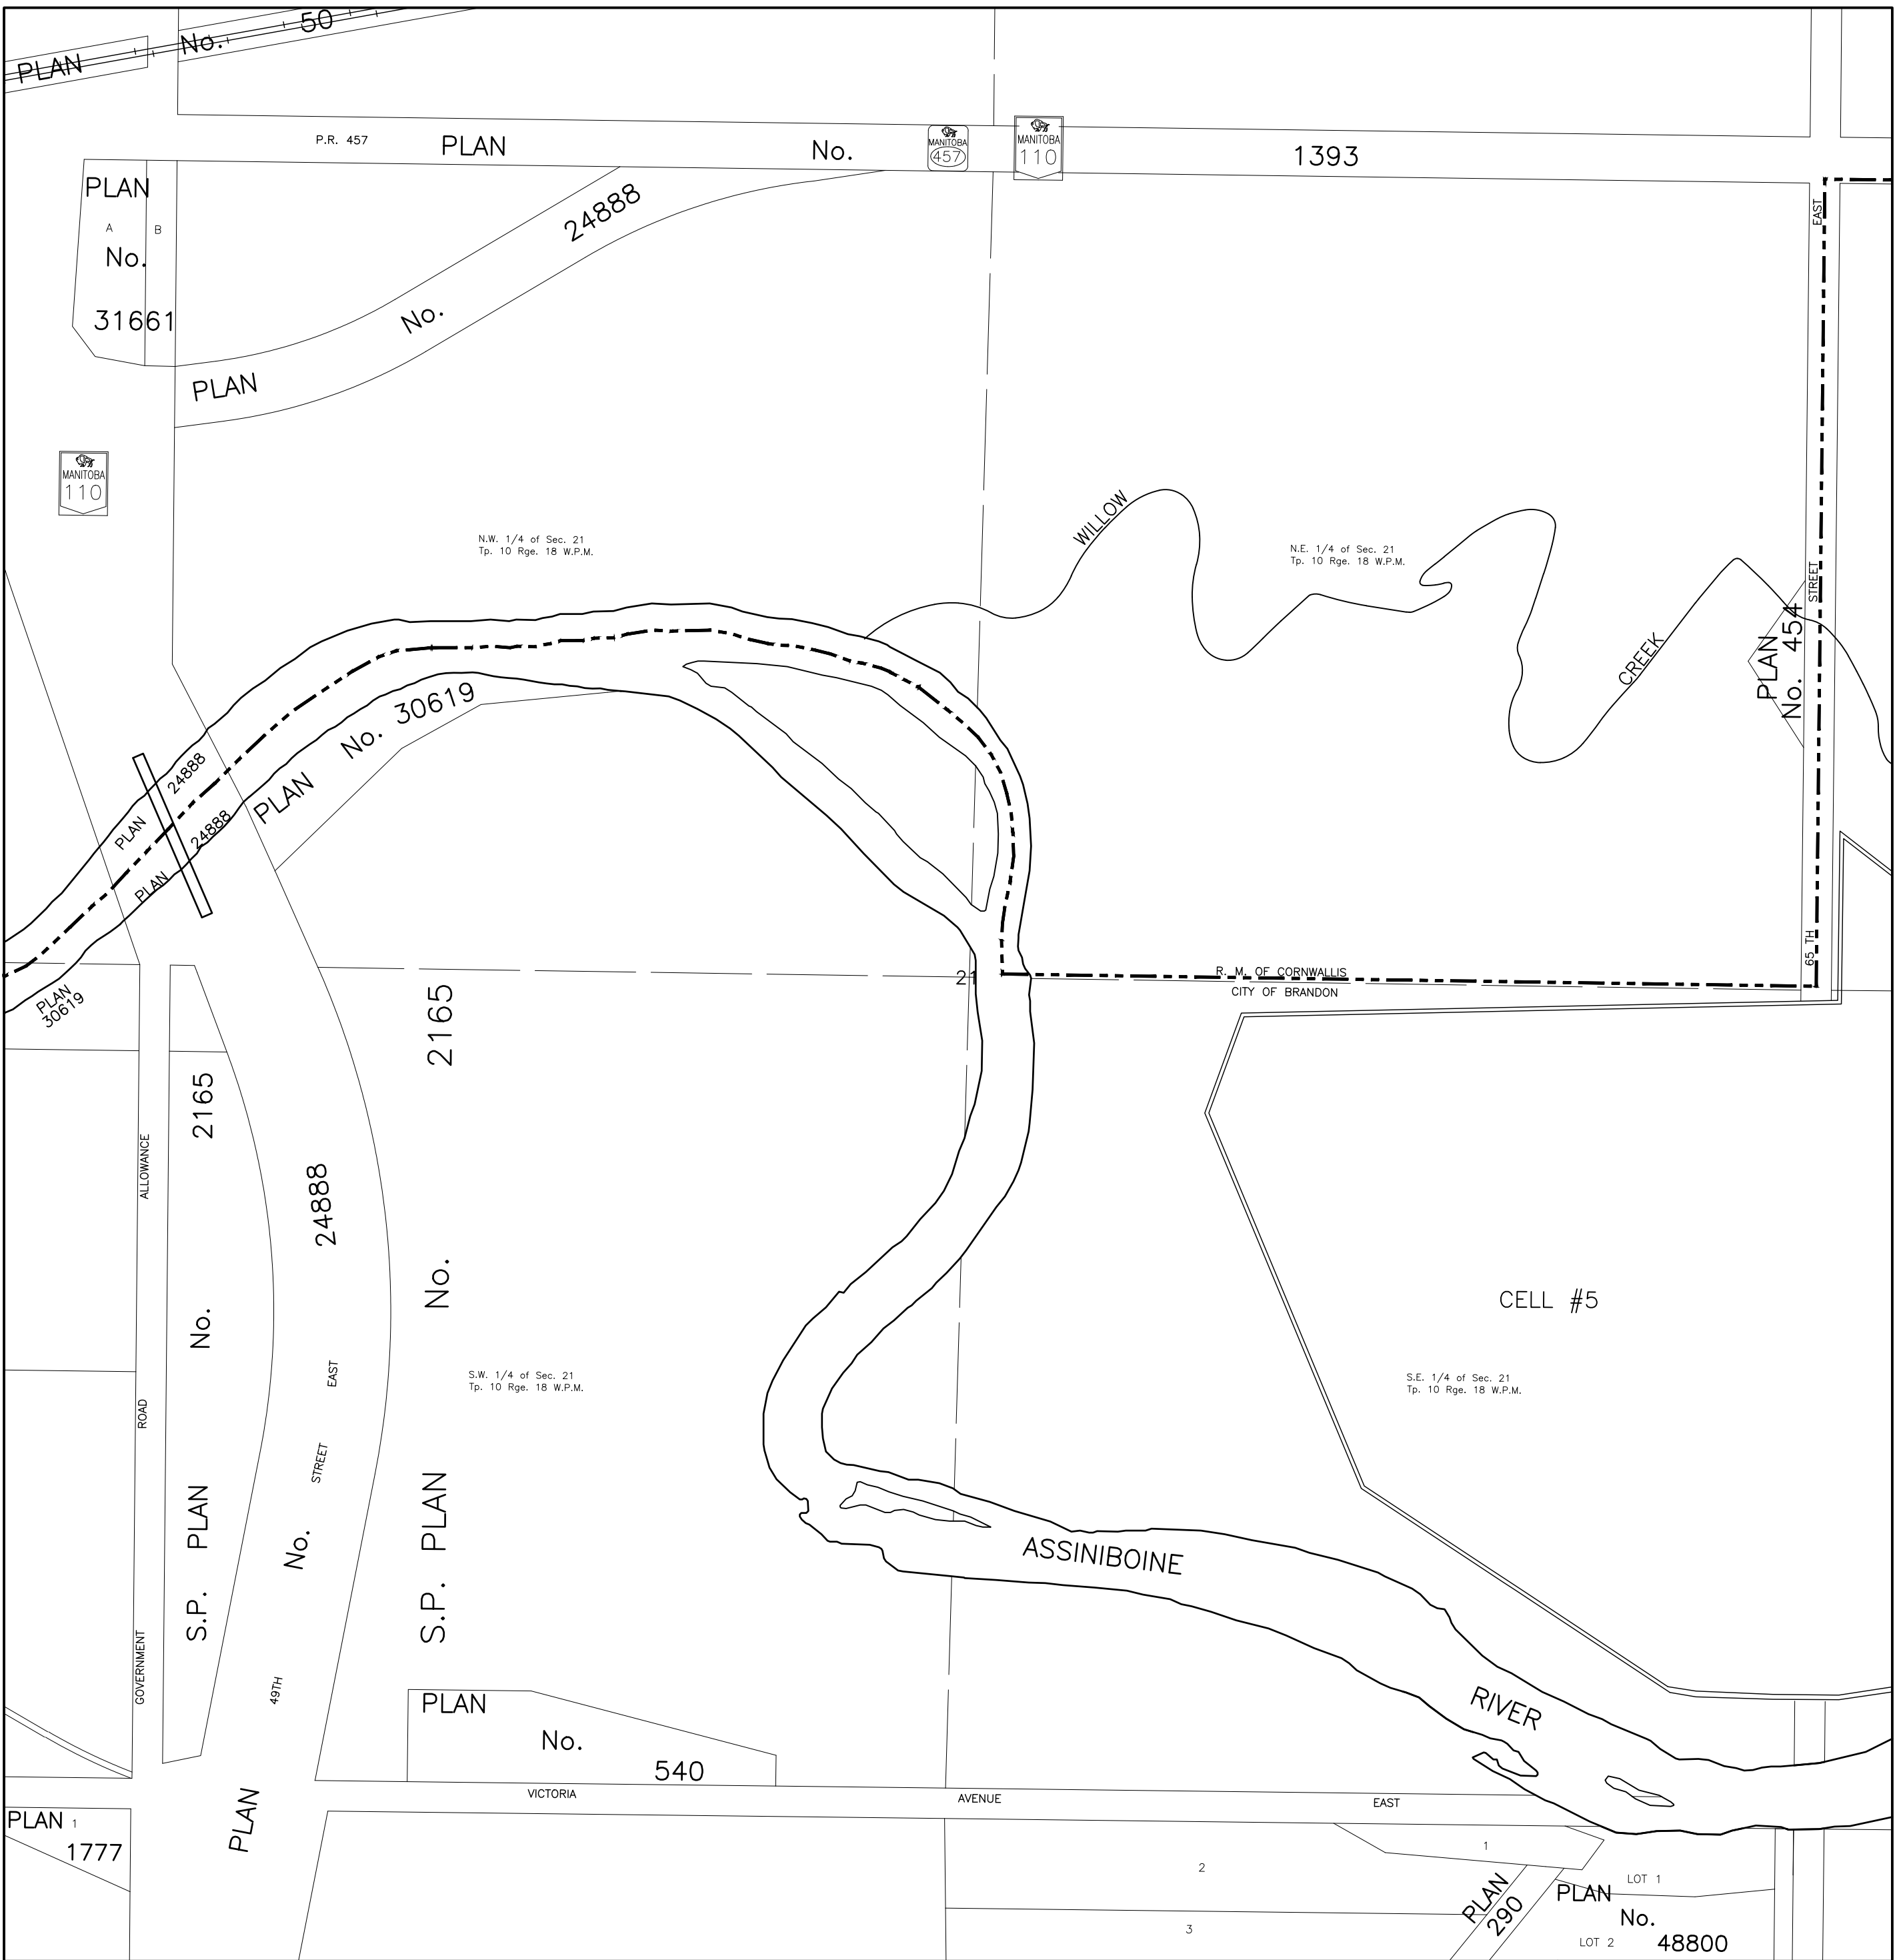 PLAN No. 50
P.R. 457 PLAN No. 1393
MANITOBA
457
MANITOBA
110
PLAN
A B
No.
31661
PLAN No. 24888
EAST
MANITOBA
110
N.W. 1/4 of Sec. 21
Tp. 10 Rge. 18 W.P.M.
WILLOW
N.E. 1/4 of Sec. 21
Tp. 10 Rge. 18 W.P.M.
STREET
CREEK
PLAN
No. 454
PLAN No. 30619
PLAN 24888
PLAN 24888
65 TH
21
R. M. OF CORNWALLIS
CITY OF BRANDON
PLAN
30619
GOVERNMENT ROAD ALLOWANCE
S.P. PLAN No. 2165
PLAN No. 24888
49TH STREET EAST
S.P. PLAN No. 2165
CELL #5
S.W. 1/4 of Sec. 21
Tp. 10 Rge. 18 W.P.M.
S.E. 1/4 of Sec. 21
Tp. 10 Rge. 18 W.P.M.
ASSINIBOINE
RIVER
PLAN
No.
540
VICTORIA AVENUE EAST
PLAN 1
1777
1
2
3
PLAN
290
LOT 1
PLAN
No.
LOT 2 48800